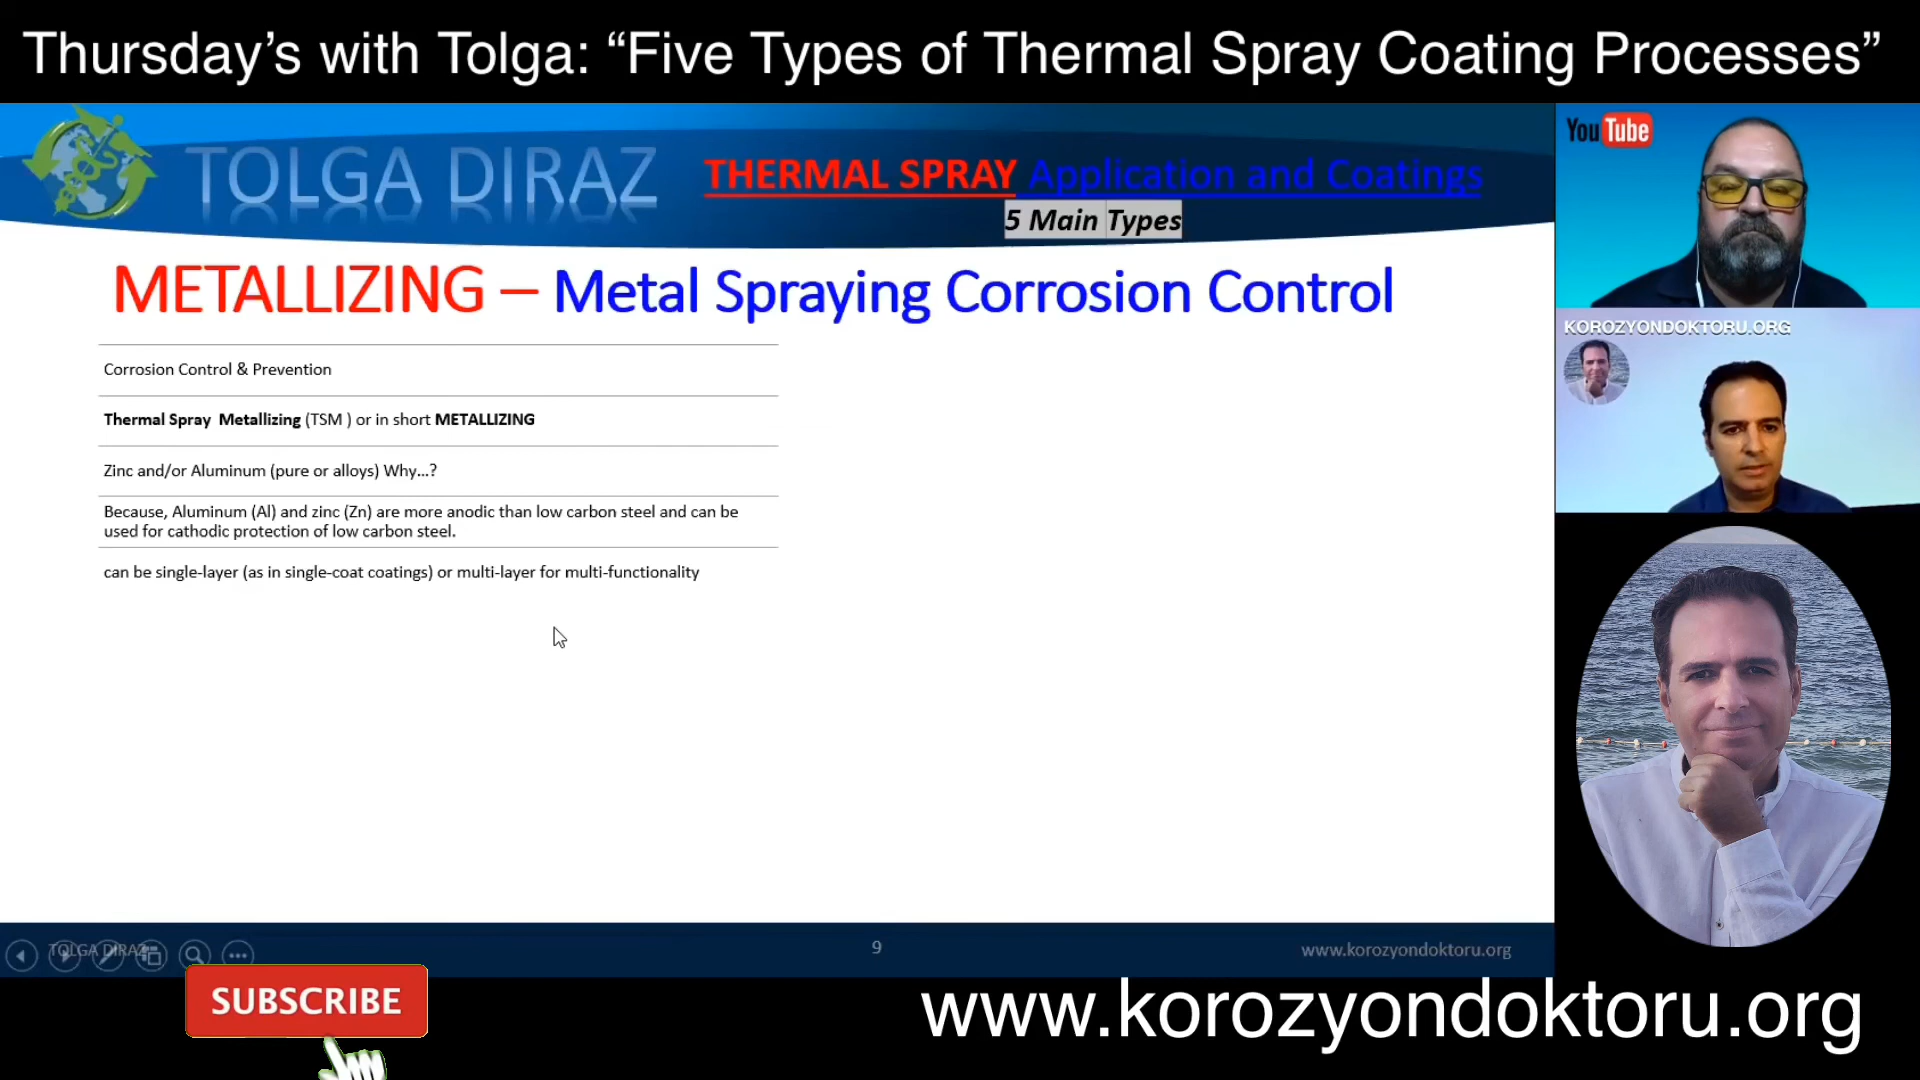 Thursday’s with Tolga: “Five Types of Thermal Spray Coating Processes”
TOLGA DIRAZ
THERMAL SPRAY Application and Coatings
5 Main Types
METALLIZING – Metal Spraying Corrosion Control
Corrosion Control & Prevention
Thermal Spray Metallizing (TSM ) or in short METALLIZING
Zinc and/or Aluminum (pure or alloys) Why...?
Because, Aluminum (Al) and zinc (Zn) are more anodic than low carbon steel and can be
used for cathodic protection of low carbon steel.
can be single-layer (as in single-coat coatings) or multi-layer for multi-functionality
YouTube
KOROZYONDOKTORU.ORG
TOLGA DIRAZ
9
www.korozyondoktoru.org
SUBSCRIBE
www.korozyondoktoru.org